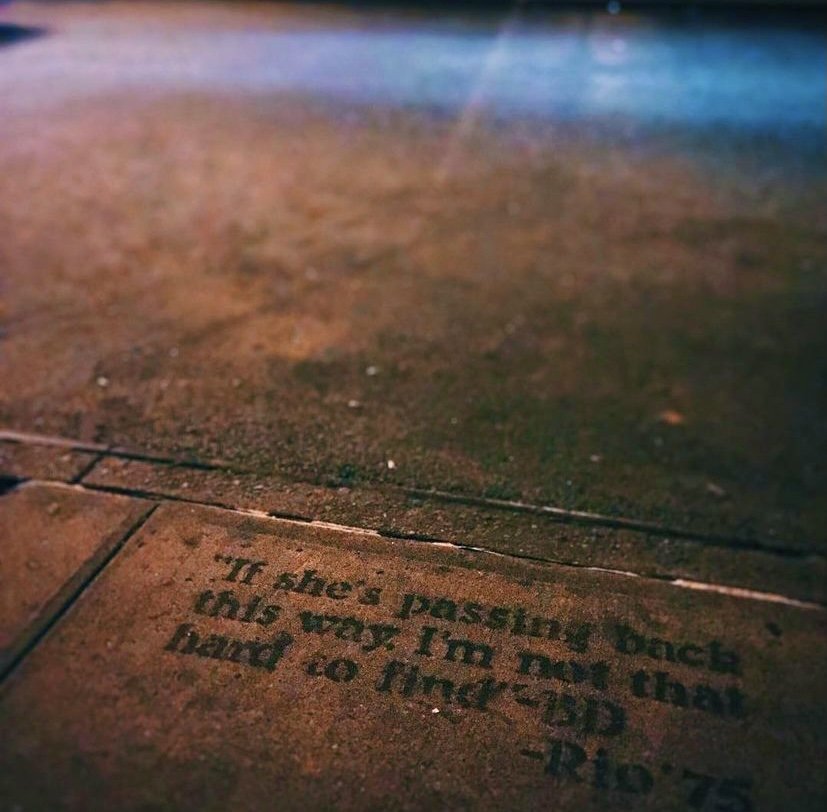 "If she's passing back
this way. I'm not that
hard to find"-BD
-Rio'75